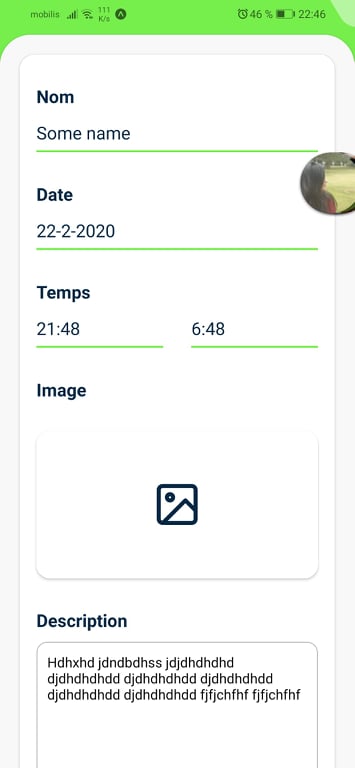 mobilis 111 K/s 46 % 22:46
Nom
Some name
Date
22-2-2020
Temps
21:48 6:48
Image
Description
Hdhxhd jdndbdhss jdjdhdhdhd
djdhdhdhdd djdhdhdhdd djdhdhdhdd
djdhdhdhdd djdhdhdhdd fjfjchfhf fjfjchfhf